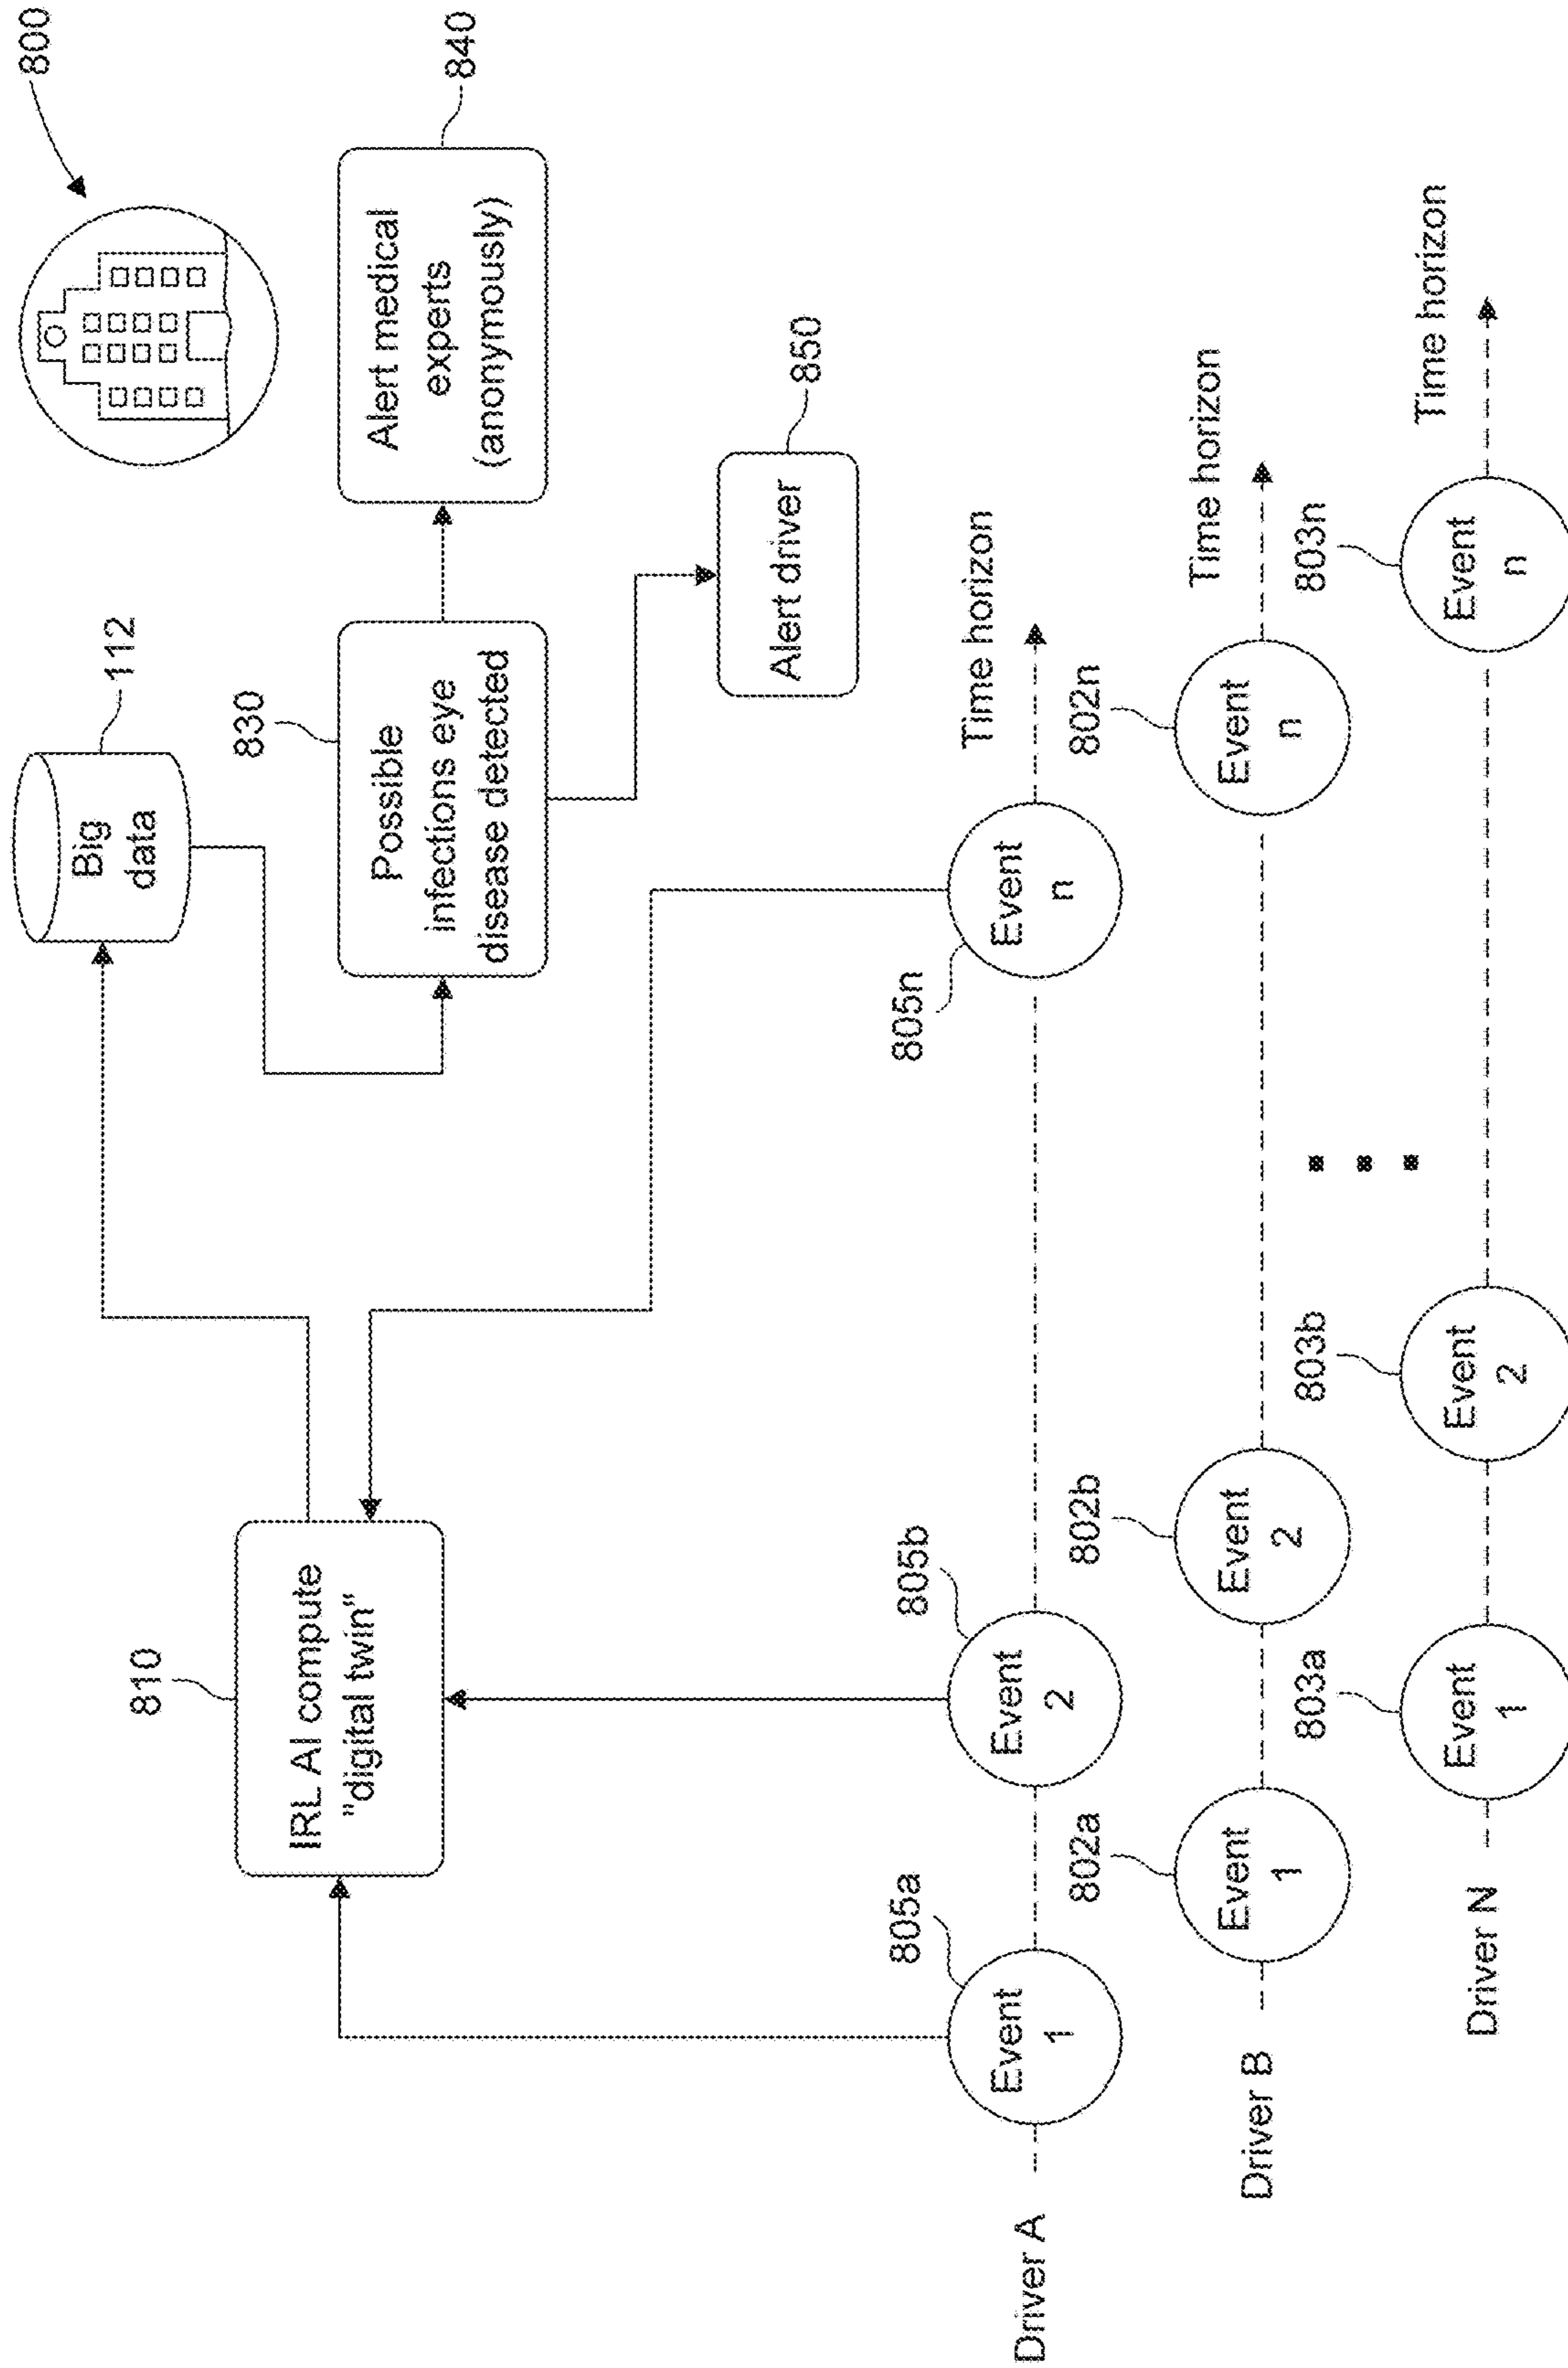 800
112
Big
data
810
IRL AI compute
"digital twin"
830
Possible
infections eye
disease detected
840
Alert medical
experts
(anonymously)
850
Alert driver
Driver A
805a
Event
1
805b
Event
2
805n
Event
n
Time horizon
Driver B
802a
Event
1
802b
Event
2
802n
Event
n
Time horizon
Driver N
803a
Event
1
803b
Event
2
803n
Event
n
Time horizon